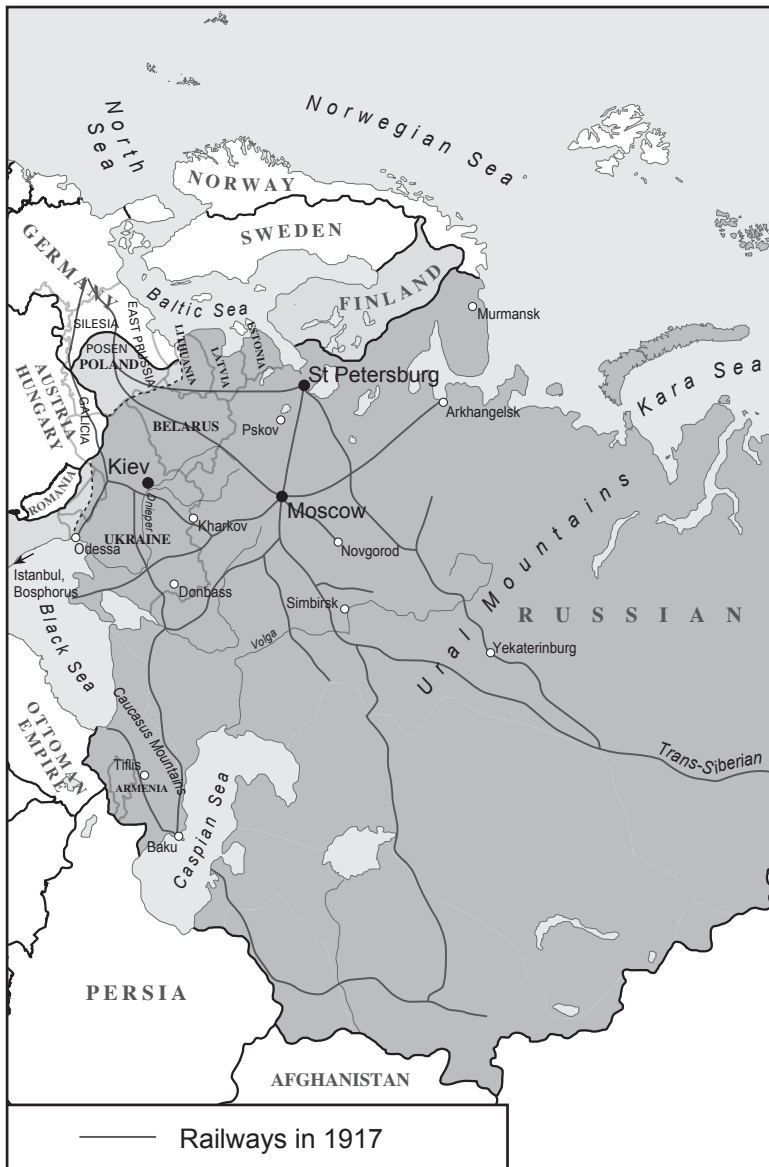 North
Sea
Norwegian Sea
NORWAY
SWEDEN
GERMANY
FINLAND
Baltic Sea
Murmansk
SILESIA
EAST PRUSSIA
LITHUANIA
LATVIA
ESTONIA
POSEN
POLAND
St Petersburg
Kara Sea
AUSTRIA
HUNGARY
GALICIA
BELARUS
Pskov
Arkhangelsk
Kiev
ROMANIA
Dnieper
Moscow
Kharkov
UKRAINE
Odessa
Novgorod
Ural Mountains
Istanbul,
Bosphorus
Donbass
Simbirsk
RUSSIAN
Black Sea
Volga
Yekaterinburg
OTTOMAN
EMPIRE
Caucasus Mountains
Trans-Siberian
Tiflis
ARMENIA
Caspian Sea
Baku
PERSIA
AFGHANISTAN
Railways in 1917